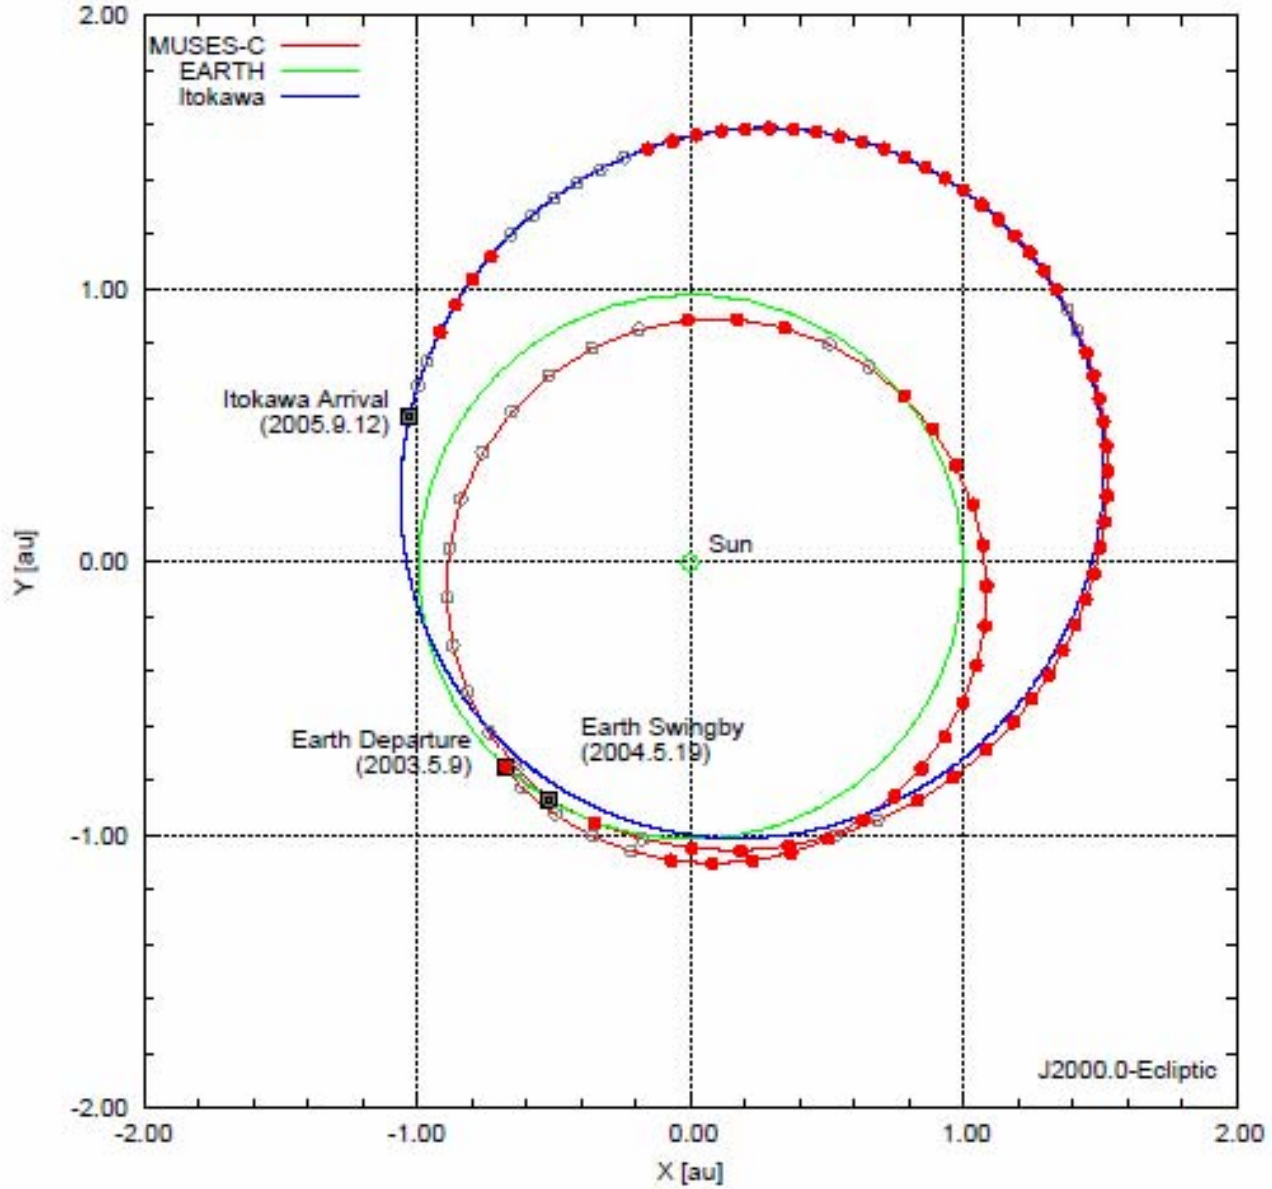 2.00
MUSES-C
EARTH
Itokawa
1.00
Itokawa Arrival
(2005.9.12)
Sun
0.00
Y [au]
Earth Swingby
(2004.5.19)
Earth Departure
(2003.5.9)
-1.00
J2000.0-Ecliptic
-2.00
-2.00 -1.00 0.00 1.00 2.00
X [au]